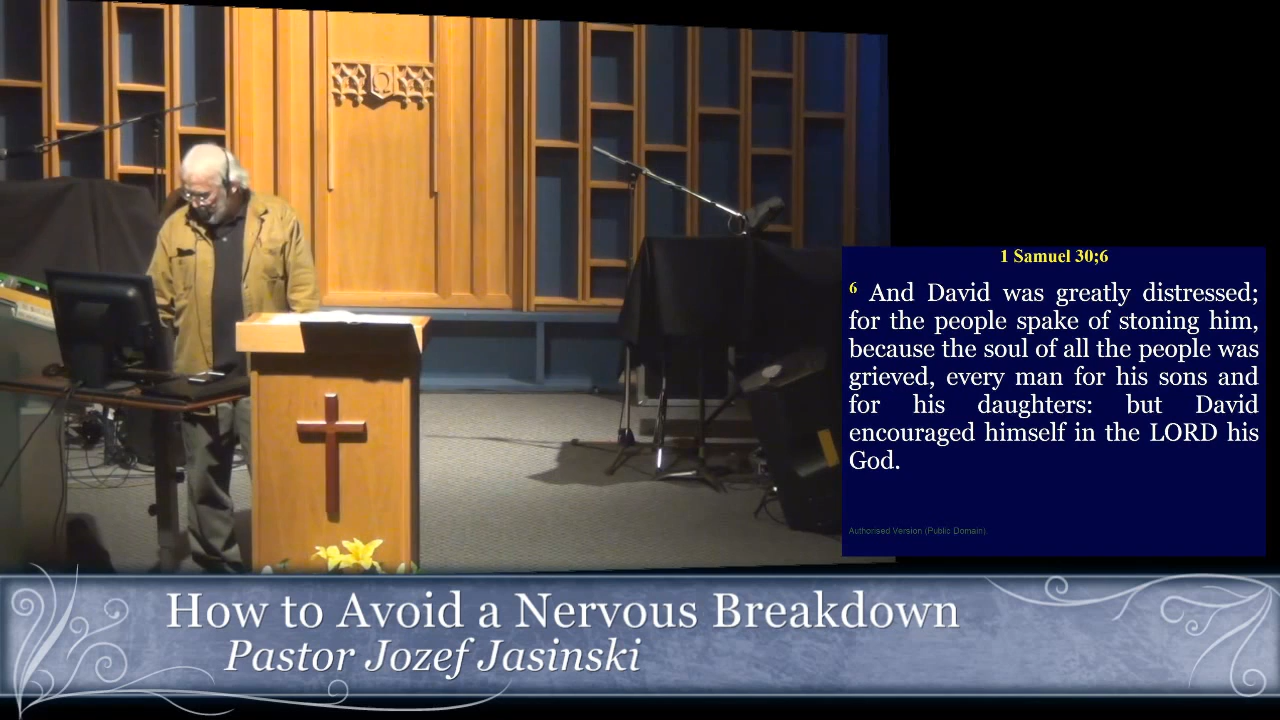 1 Samuel 30;6
6 And David was greatly distressed;
for the people spake of stoning him,
because the soul of all the people was
grieved, every man for his sons and
for his daughters: but David
encouraged himself in the LORD his
God.
Authorised Version (Public Domain)
How to Avoid a Nervous Breakdown
Pastor Jozef Jasinski